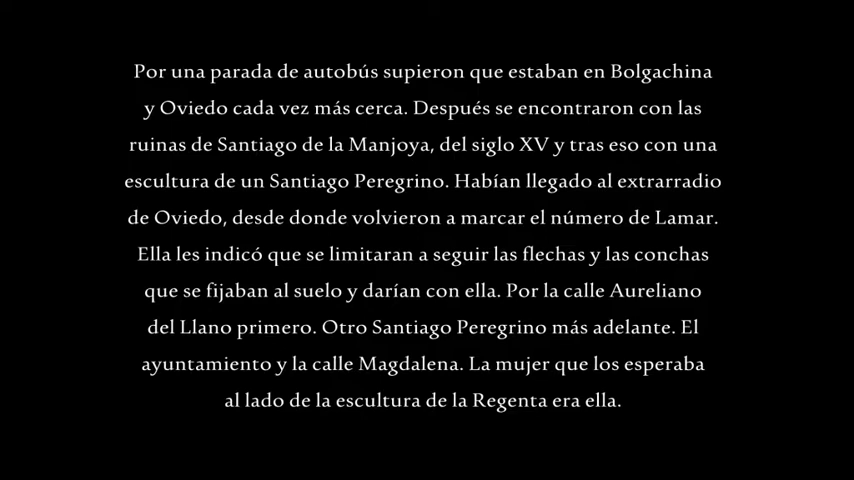 Por una parada de autobús supieron que estaban en Bolgachina
y Oviedo cada vez más cerca. Después se encontraron con las
ruinas de Santiago de la Manjoya, del siglo XV y tras eso con una
escultura de un Santiago Peregrino. Habían llegado al extrarradio
de Oviedo, desde donde volvieron a marcar el número de Lamar.
Ella les indicó que se limitaran a seguir las flechas y las conchas
que se fijaban al suelo y darían con ella. Por la calle Aureliano
del Llano primero. Otro Santiago Peregrino más adelante. El
ayuntamiento y la calle Magdalena. La mujer que los esperaba
al lado de la escultura de la Regenta era ella.